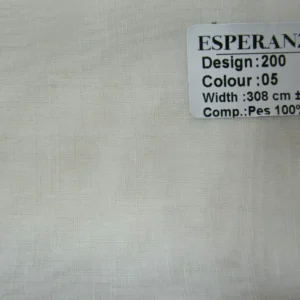 ESPERANZ
Design :200
Colour :05
Width :308 cm ±
Comp.:Pes 100%